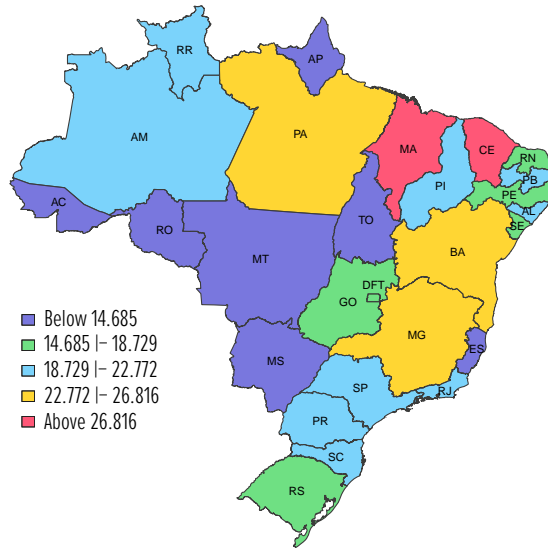 RR
AP
AM
PA
MA
CE
RN
PB
PI
PE
AL
SE
AC
RO
TO
MT
BA
DFT
GO
MG
ES
MS
SP
RJ
PR
SC
RS
Below 14.685
14.685 |– 18.729
18.729 |– 22.772
22.772 |– 26.816
Above 26.816